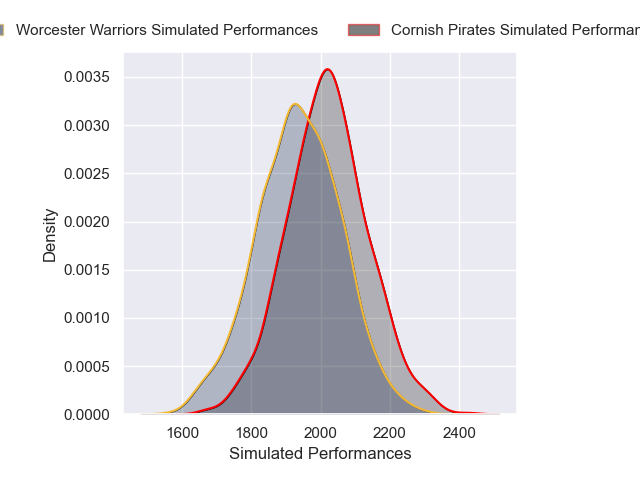 Worcester Warriors Simulated Performances
Cornish Pirates Simulated
0.0035
0.0030
0.0025
0.0020
0.0015
0.0010
0.0005
0.0000
Density
1600 1800 2000 2200 2400
Simulated Performances